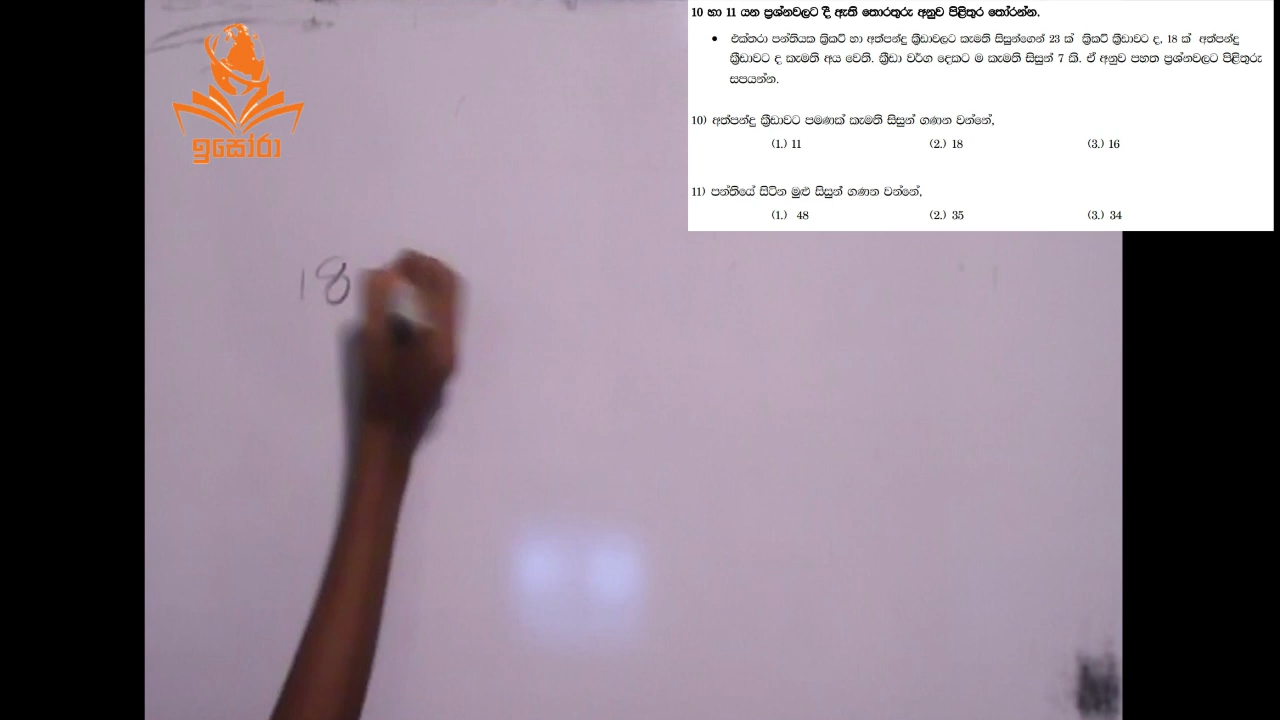 ඉසෝරා
10 හා 11 යන ප්‍රශ්නවලට දී ඇති තොරතුරු අනුව පිළිතුර තෝරන්න.
• එක්තරා පන්තියක ක්‍රිකට් හා අත්පන්දු ක්‍රීඩාවලට කැමති සිසුන්ගෙන් 23 ක් ක්‍රිකට් ක්‍රීඩාවට ද, 18 ක් අත්පන්දු
ක්‍රීඩාවට ද කැමති අය වෙති. ක්‍රීඩා වර්ග දෙකට ම කැමති සිසුන් 7 කි. ඒ අනුව පහත ප්‍රශ්නවලට පිළිතුරු
සපයන්න.
10) අත්පන්දු ක්‍රීඩාවට පමණක් කැමති සිසුන් ගණන වන්නේ,
(1.) 11 (2.) 18 (3.) 16
11) පන්තියේ සිටින මුළු සිසුන් ගණන වන්නේ,
(1.) 48 (2.) 35 (3.) 34
18